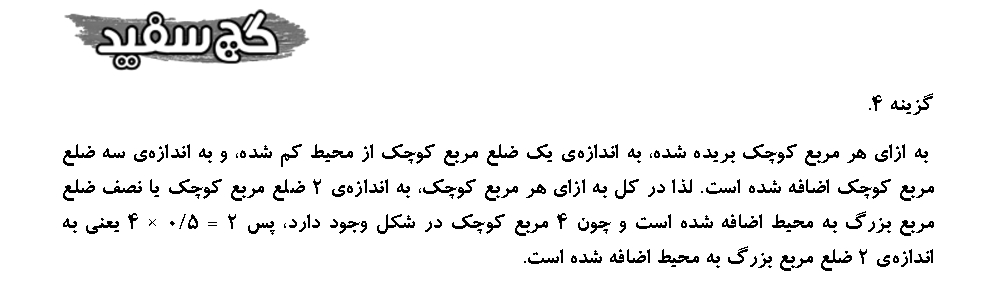 گچ سفید
گزینه ۴.
به ازای هر مربع کوچک بریده شده، به اندازه‌ی یک ضلع مربع کوچک از محیط کم شده، و به اندازه‌ی سه ضلع
مربع کوچک اضافه شده است. لذا در کل به ازای هر مربع کوچک، به اندازه‌ی ۲ ضلع مربع کوچک یا نصف ضلع
مربع بزرگ به محیط اضافه شده است و چون ۴ مربع کوچک در شکل وجود دارد، پس ۲ = ۰/۵ × ۴ یعنی به
اندازه‌ی ۲ ضلع مربع بزرگ به محیط اضافه شده است.